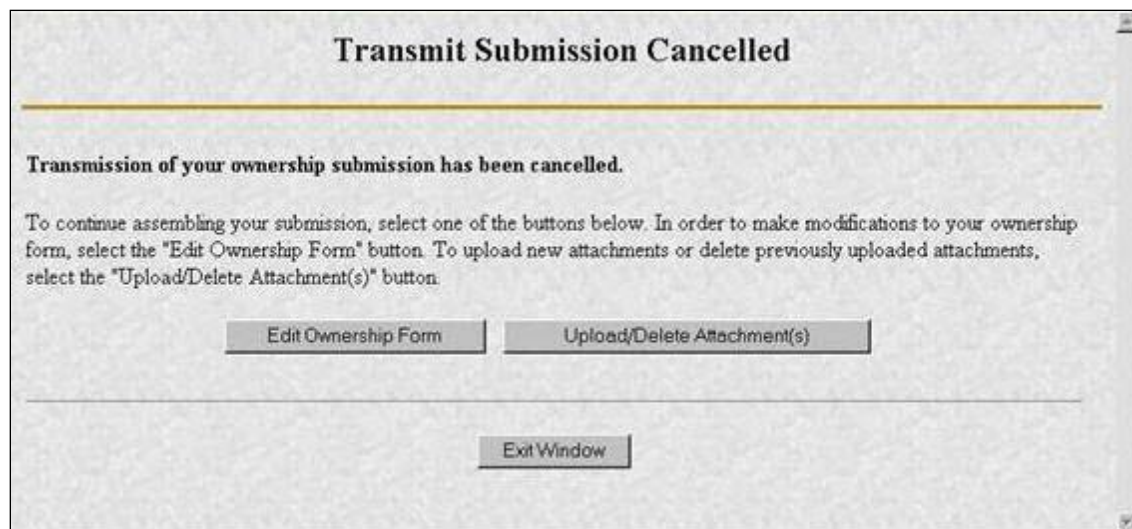 Transmit Submission Cancelled
Transmission of your ownership submission has been cancelled.
To continue assembling your submission, select one of the buttons below. In order to make modifications to your ownership
form, select the "Edit Ownership Form" button. To upload new attachments or delete previously uploaded attachments,
select the "Upload/Delete Attachment(s)" button
Edit Ownership Form Upload/Delete Attachment(s)
Exit Window